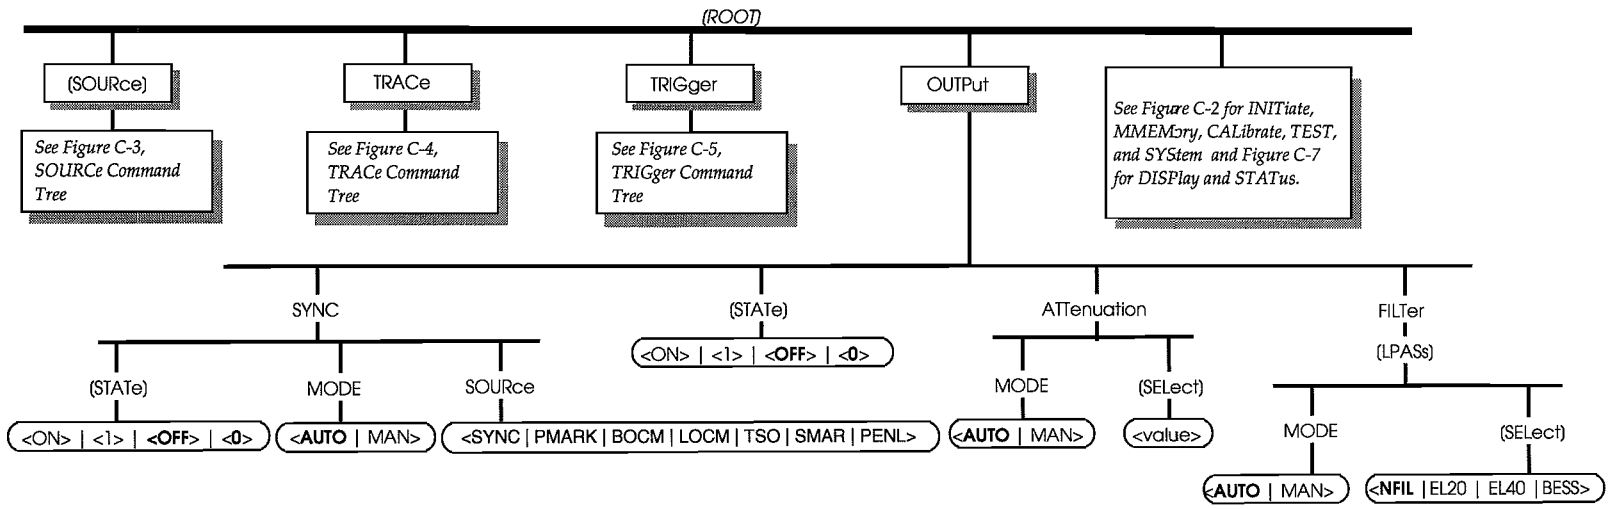 (ROOT)
(SOURce)
TRACe
TRIGger
OUTPut
See Figure C-3,
SOURCe Command
Tree
See Figure C-4,
TRACe Command
Tree
See Figure C-5,
TRIGger Command
Tree
See Figure C-2 for INITiate,
MMEMory, CALibrate, TEST,
and SYStem and Figure C-7
for DISPlay and STATus.
SYNC
(STATe)
ATTenuation
FILTer
(LPASs)
<ON> | <1> | <OFF> | <0>
(STATe)
MODE
SOURce
MODE
(SELect)
<ON> | <1> | <OFF> | <0>
<AUTO | MAN>
<SYNC | PMARK | BOCM | LOCM | TSO | SMAR | PENL>
<AUTO | MAN>
<value>
MODE
(SELect)
<AUTO | MAN>
<NFIL | EL20 | EL40 | BESS>